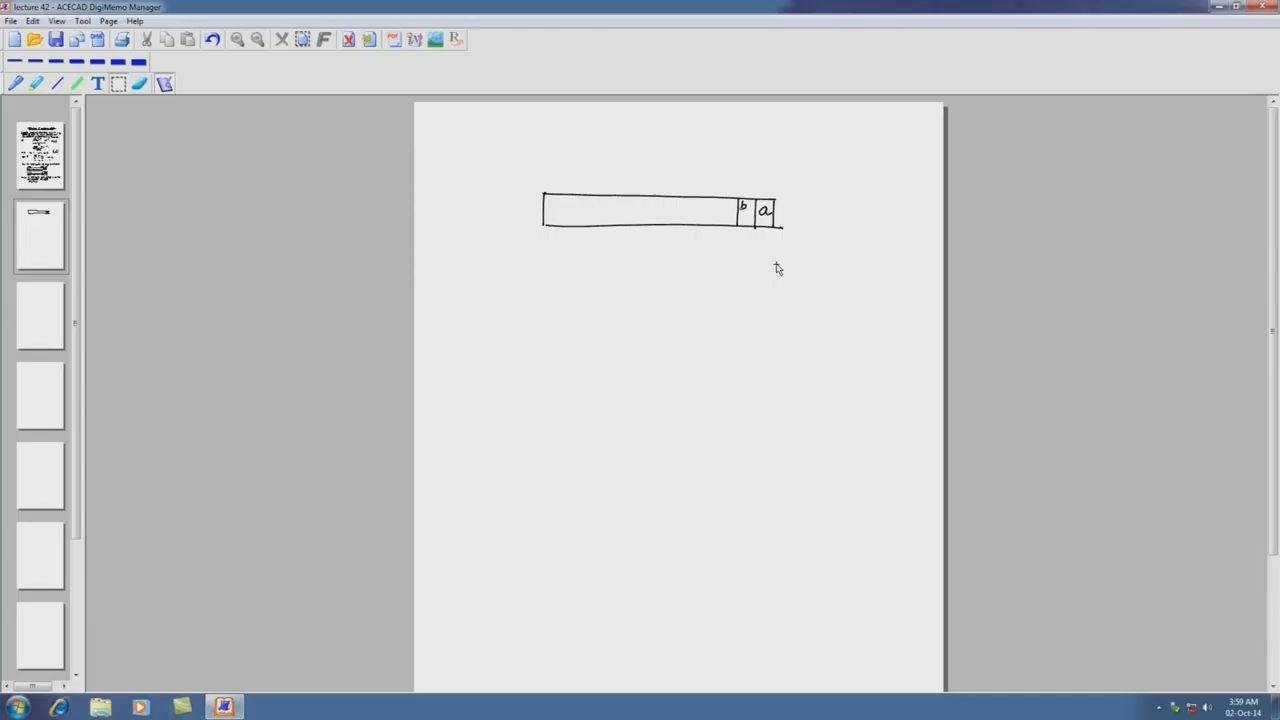 lecture 42 - ACECAD DigiMemo Manager
File Edit View Tool Page Help
b a
3:59 AM
02-Oct-14